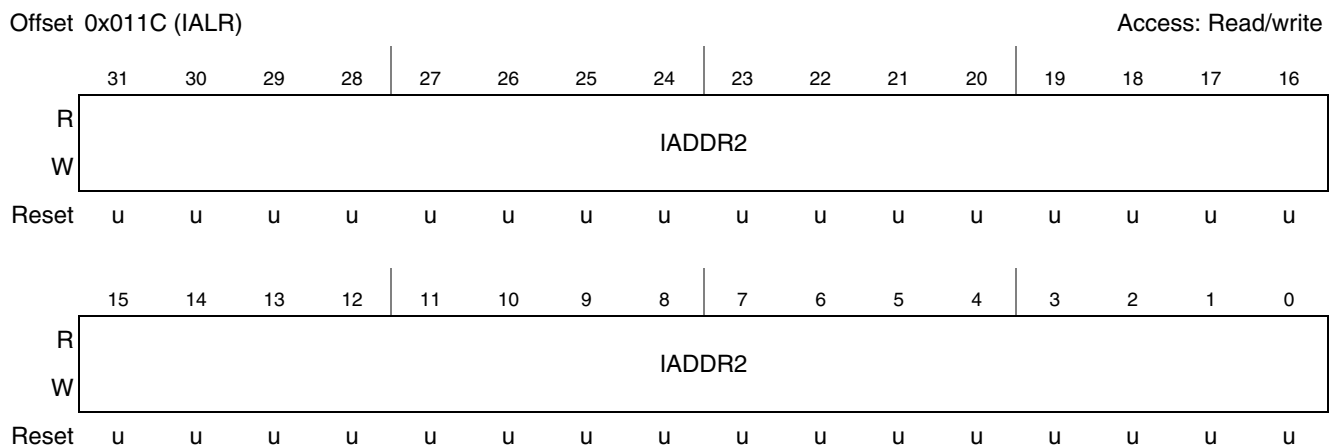 Offset 0x011C (IALR) Access: Read/write
31 30 29 28 27 26 25 24 23 22 21 20 19 18 17 16
R
IADDR2
W
Reset u u u u u u u u u u u u u u u u
15 14 13 12 11 10 9 8 7 6 5 4 3 2 1 0
R
IADDR2
W
Reset u u u u u u u u u u u u u u u u